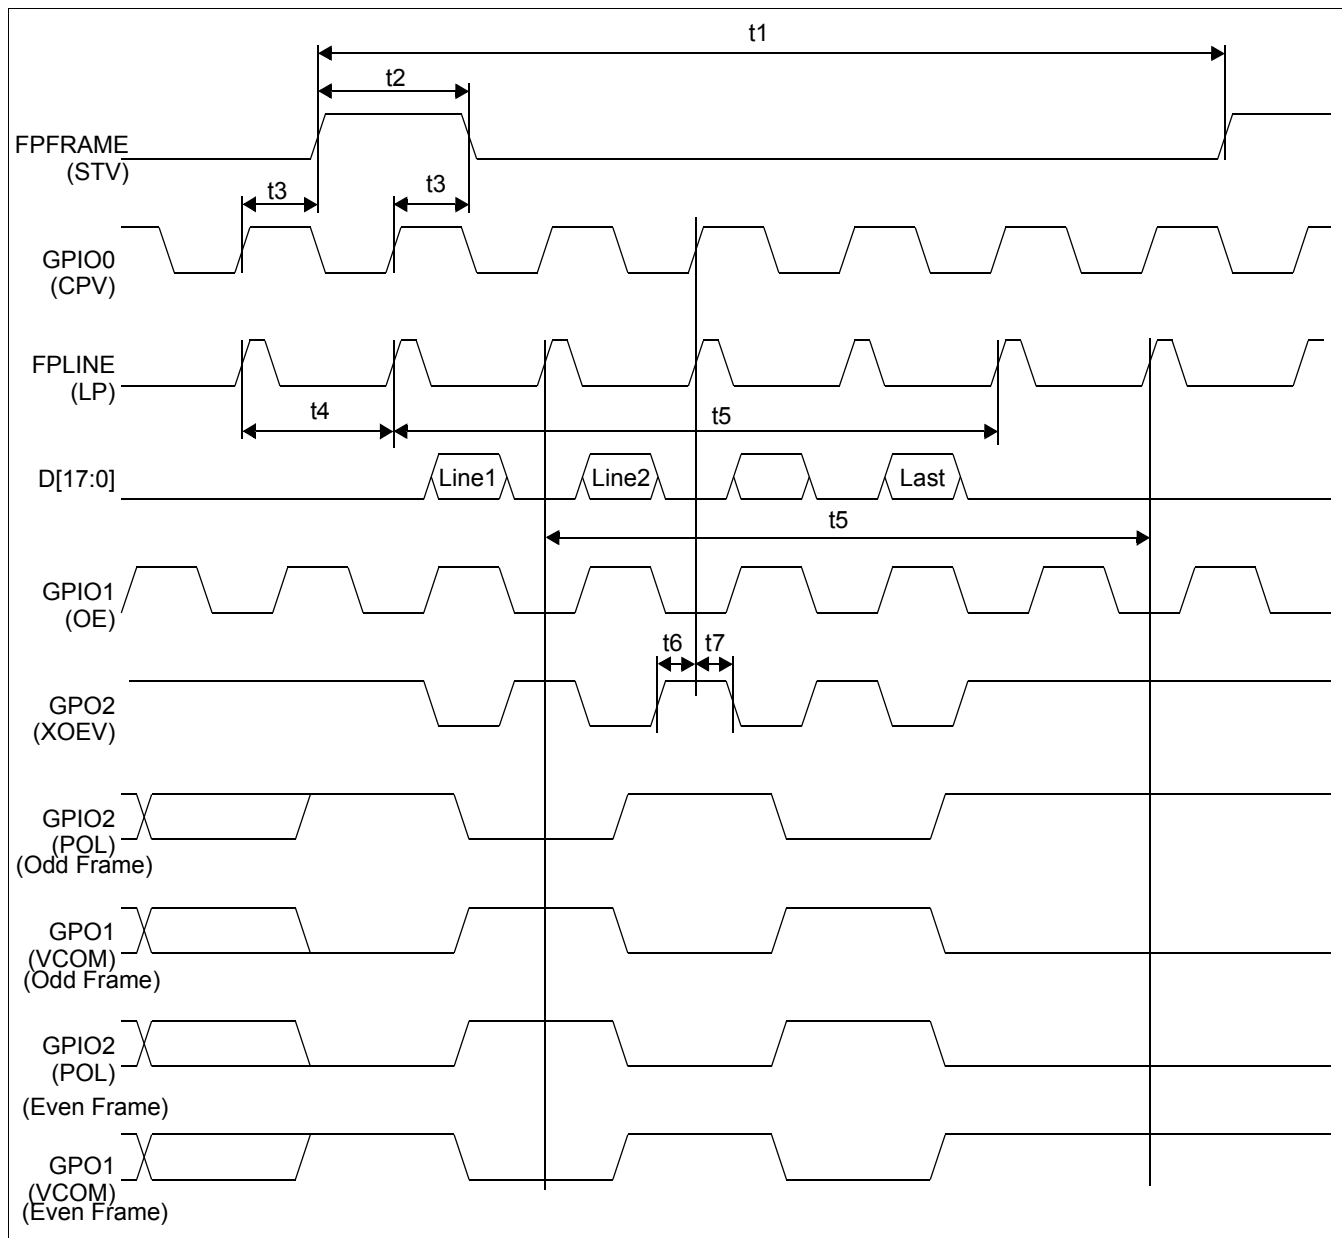 t1
t2
FPFRAME
(STV)
t3
t3
GPIO0
(CPV)
FPLINE
(LP)
t4
t5
D[17:0]
Line1
Line2
Last
t5
GPIO1
(OE)
t6
t7
GPO2
(XOEV)
GPIO2
(POL)
(Odd Frame)
GPO1
(VCOM)
(Odd Frame)
GPIO2
(POL)
(Even Frame)
GPO1
(VCOM)
(Even Frame)